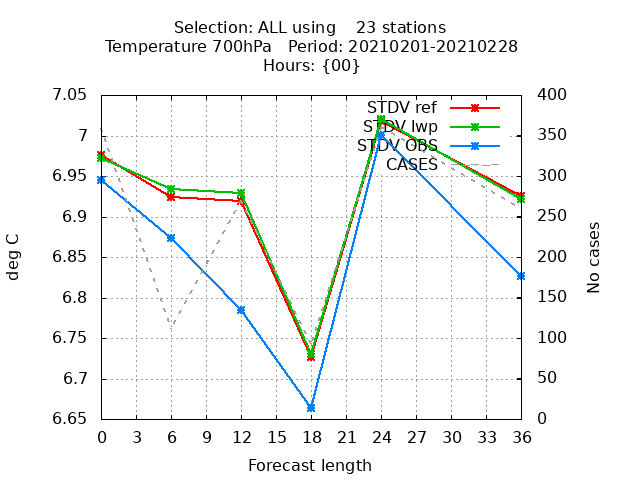 Selection: ALL using    23 stations
Temperature 700hPa   Period: 20210201-20210228
Hours: {00}
STDV ref
STDV lwp
STDV OBS
CASES
7.05
7
6.95
6.9
6.85
6.8
6.75
6.7
6.65
400
350
300
250
200
150
100
50
0
deg C
No cases
0 3 6 9 12 15 18 21 24 27 30 33 36
Forecast length